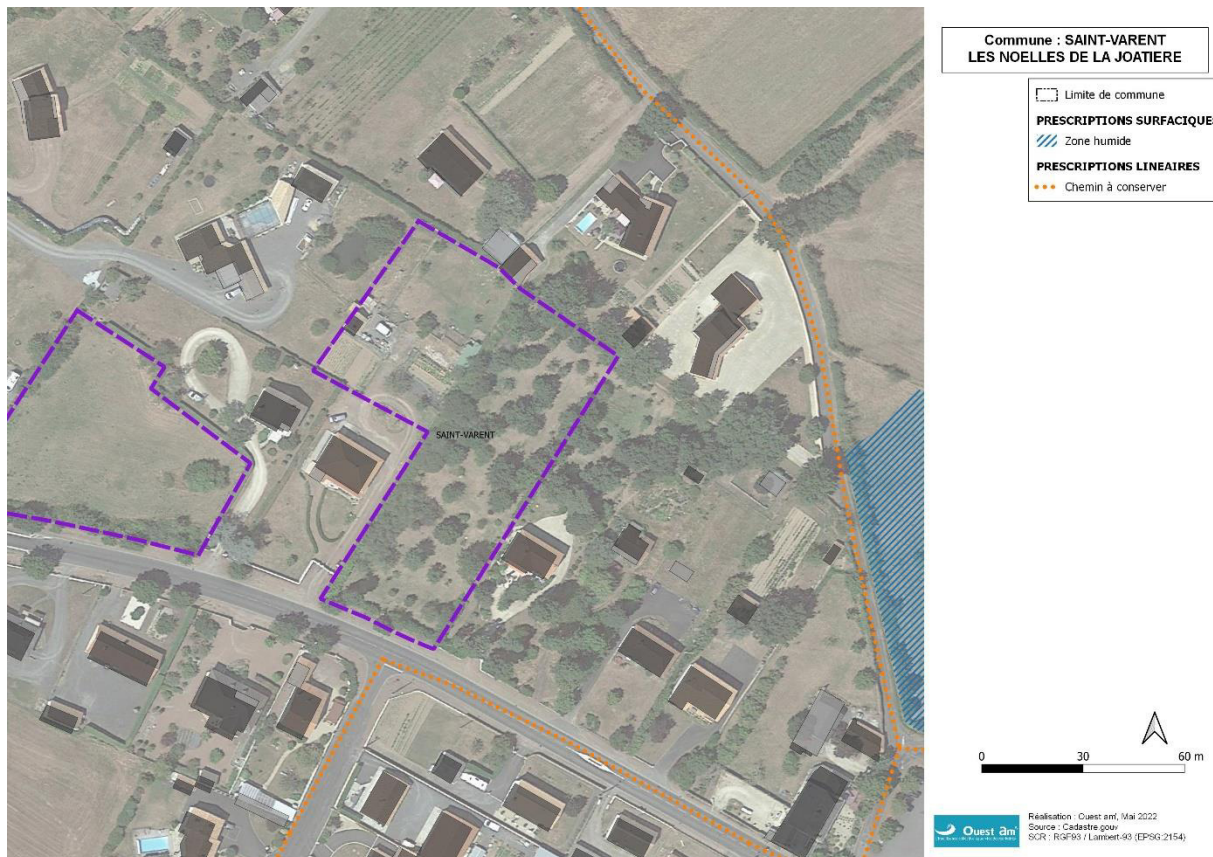 Commune : SAINT-VARENT
LES NOELLES DE LA JOATIERE
Limite de commune
PRESCRIPTIONS SURFACIQUES
Zone humide
PRESCRIPTIONS LINEAIRES
Chemin à conserver
SAINT-VARENT
0 30 60 m
Ouest am'
Réalisation : Ouest am', Mai 2022
Source : Cadastre.gouv
SCR : RGF93 / Lambert-93 (EPSG:2154)